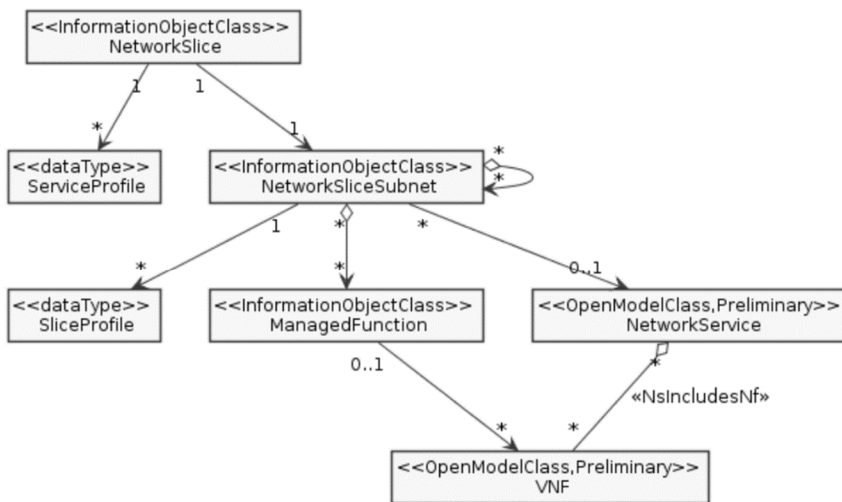 <<InformationObjectClass>>
NetworkSlice
1
1
*
1
<<dataType>>
ServiceProfile
<<InformationObjectClass>>
NetworkSliceSubnet
*
*
1
*
*
*
*
0..1
<<dataType>>
SliceProfile
<<InformationObjectClass>>
ManagedFunction
<<OpenModelClass,Preliminary>>
NetworkService
0..1
*
«NsIncludesNf»
*
*
<<OpenModelClass,Preliminary>>
VNF